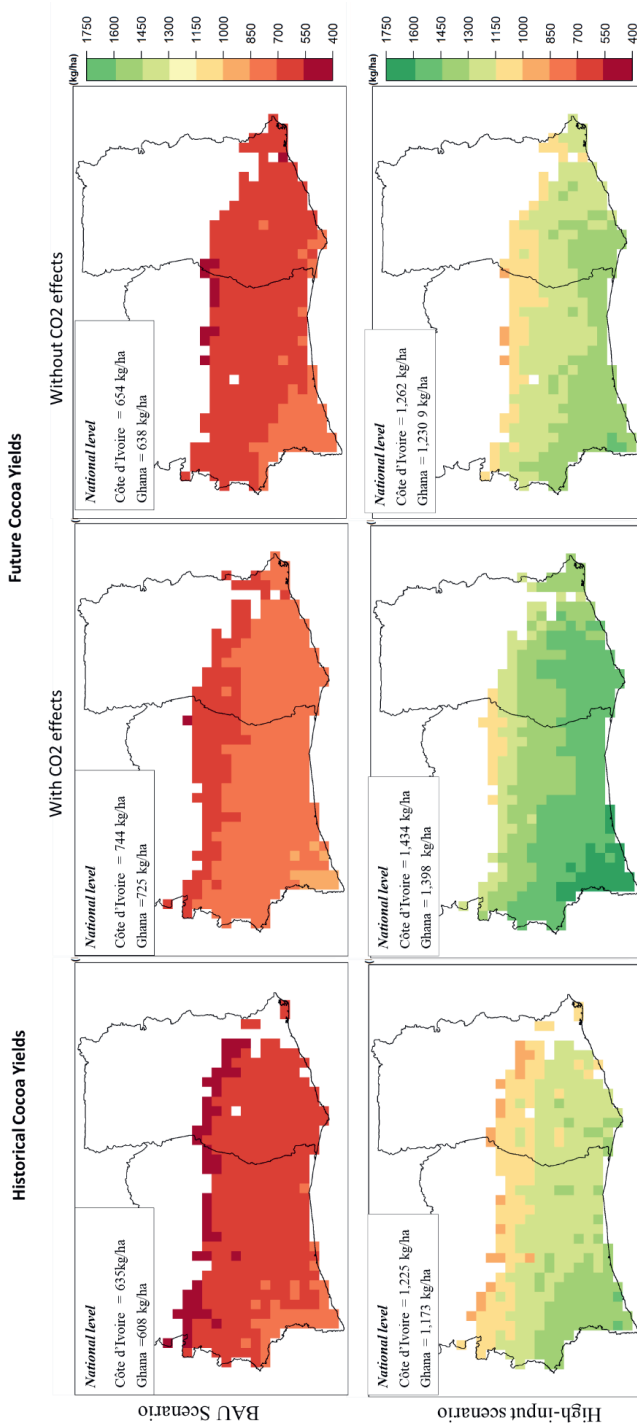 Historical Cocoa Yields
Future Cocoa Yields
With CO2 effects
Without CO2 effects
BAU Scenario
National level
Côte d'Ivoire = 635kg/ha
Ghana =608 kg/ha
(
National level
Côte d'Ivoire = 744 kg/ha
Ghana =725 kg/ha
(
National level
Côte d'Ivoire = 654 kg/ha
Ghana = 638 kg/ha
(kg/ha)
1750
1600
1450
1300
1150
1000
850
700
550
400
High-input scenario
National level
Côte d'Ivoire = 1,225 kg/ha
Ghana = 1,173 kg/ha
(
National level
Côte d'Ivoire = 1,434 kg/ha
Ghana = 1,398 kg/ha
(
National level
Côte d'Ivoire = 1,262 kg/ha
Ghana = 1,230 9 kg/ha
(kg/ha)
1750
1600
1450
1300
1150
1000
850
700
550
400